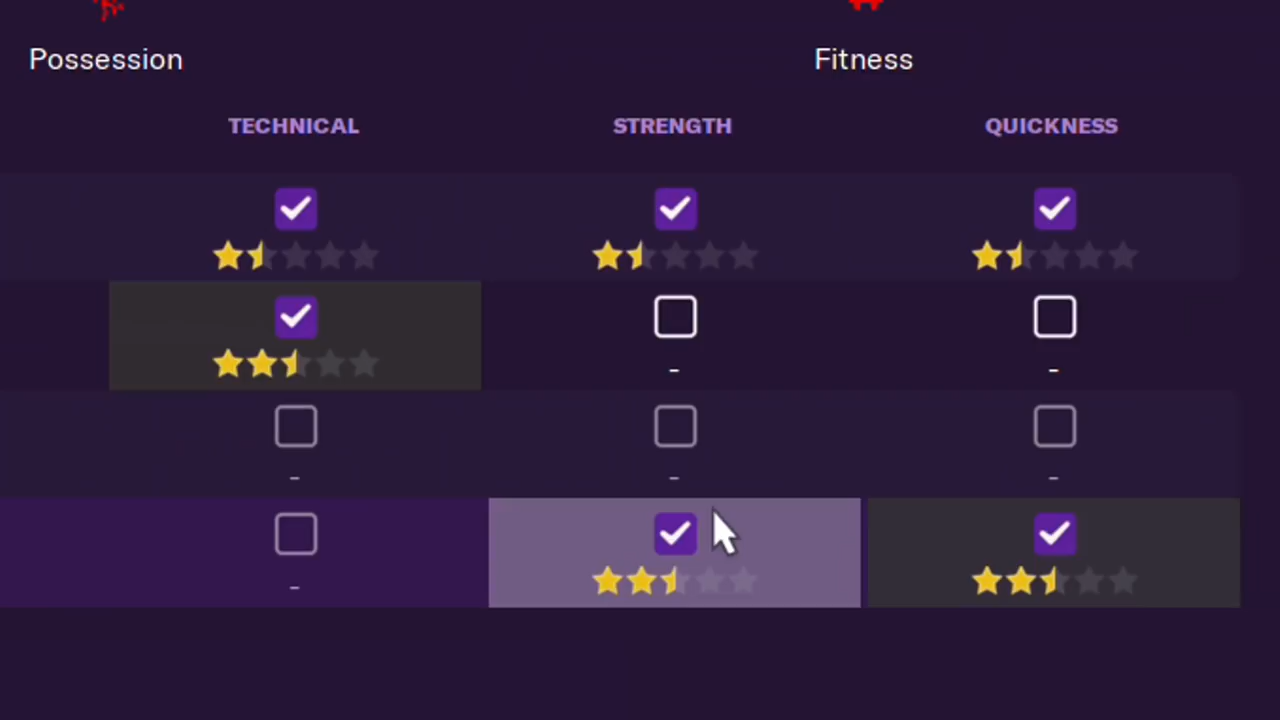 Possession Fitness
TECHNICAL STRENGTH QUICKNESS
- -
- - -
-